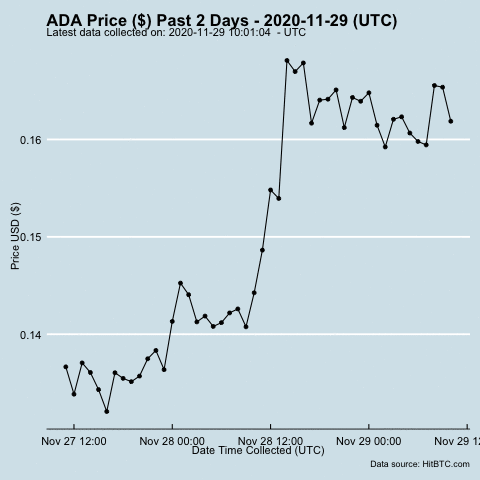 ADA Price ($) Past 2 Days - 2020-11-29 (UTC)
Latest data collected on: 2020-11-29 10:01:04 - UTC
0.16
0.15
0.14
Price USD ($)
Nov 27 12:00 Nov 28 00:00 Nov 28 12:00 Nov 29 00:00 Nov 29 1
Date Time Collected (UTC)
Data source: HitBTC.com